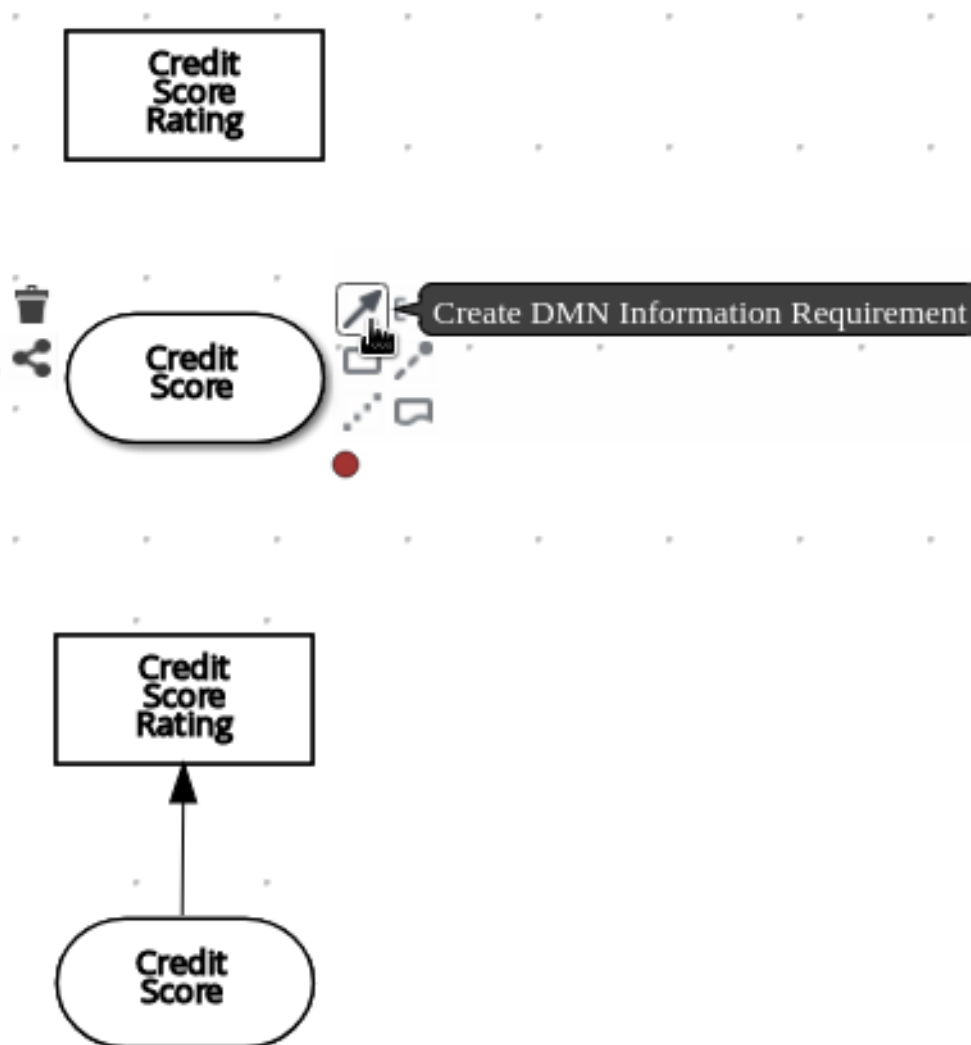 Credit
Score
Rating
Create DMN Information Requirement
Credit
Score
Credit
Score
Rating
Credit
Score